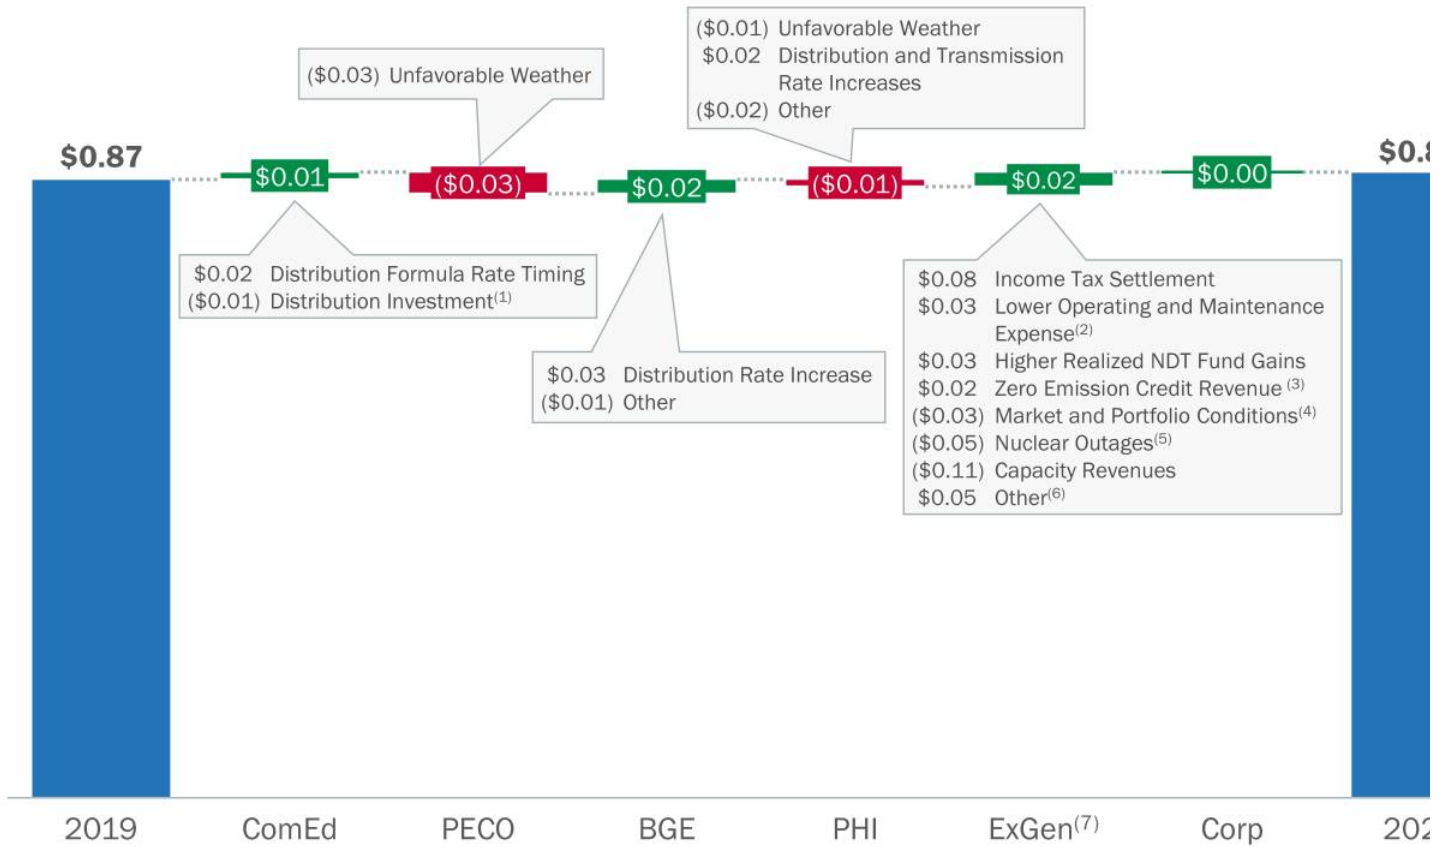 ($0.01) Unfavorable Weather
$0.02 Distribution and Transmission
Rate Increases
($0.02) Other
($0.03) Unfavorable Weather
$0.87
$0.01
($0.03)
$0.02
($0.01)
$0.02
$0.00
$0.02 Distribution Formula Rate Timing
($0.01) Distribution Investment(1)
$0.03 Distribution Rate Increase
($0.01) Other
$0.08 Income Tax Settlement
$0.03 Lower Operating and Maintenance
Expense(2)
$0.03 Higher Realized NDT Fund Gains
$0.02 Zero Emission Credit Revenue (3)
($0.03) Market and Portfolio Conditions(4)
($0.05) Nuclear Outages(5)
($0.11) Capacity Revenues
$0.05 Other(6)
2019 ComEd PECO BGE PHI ExGen(7) Corp